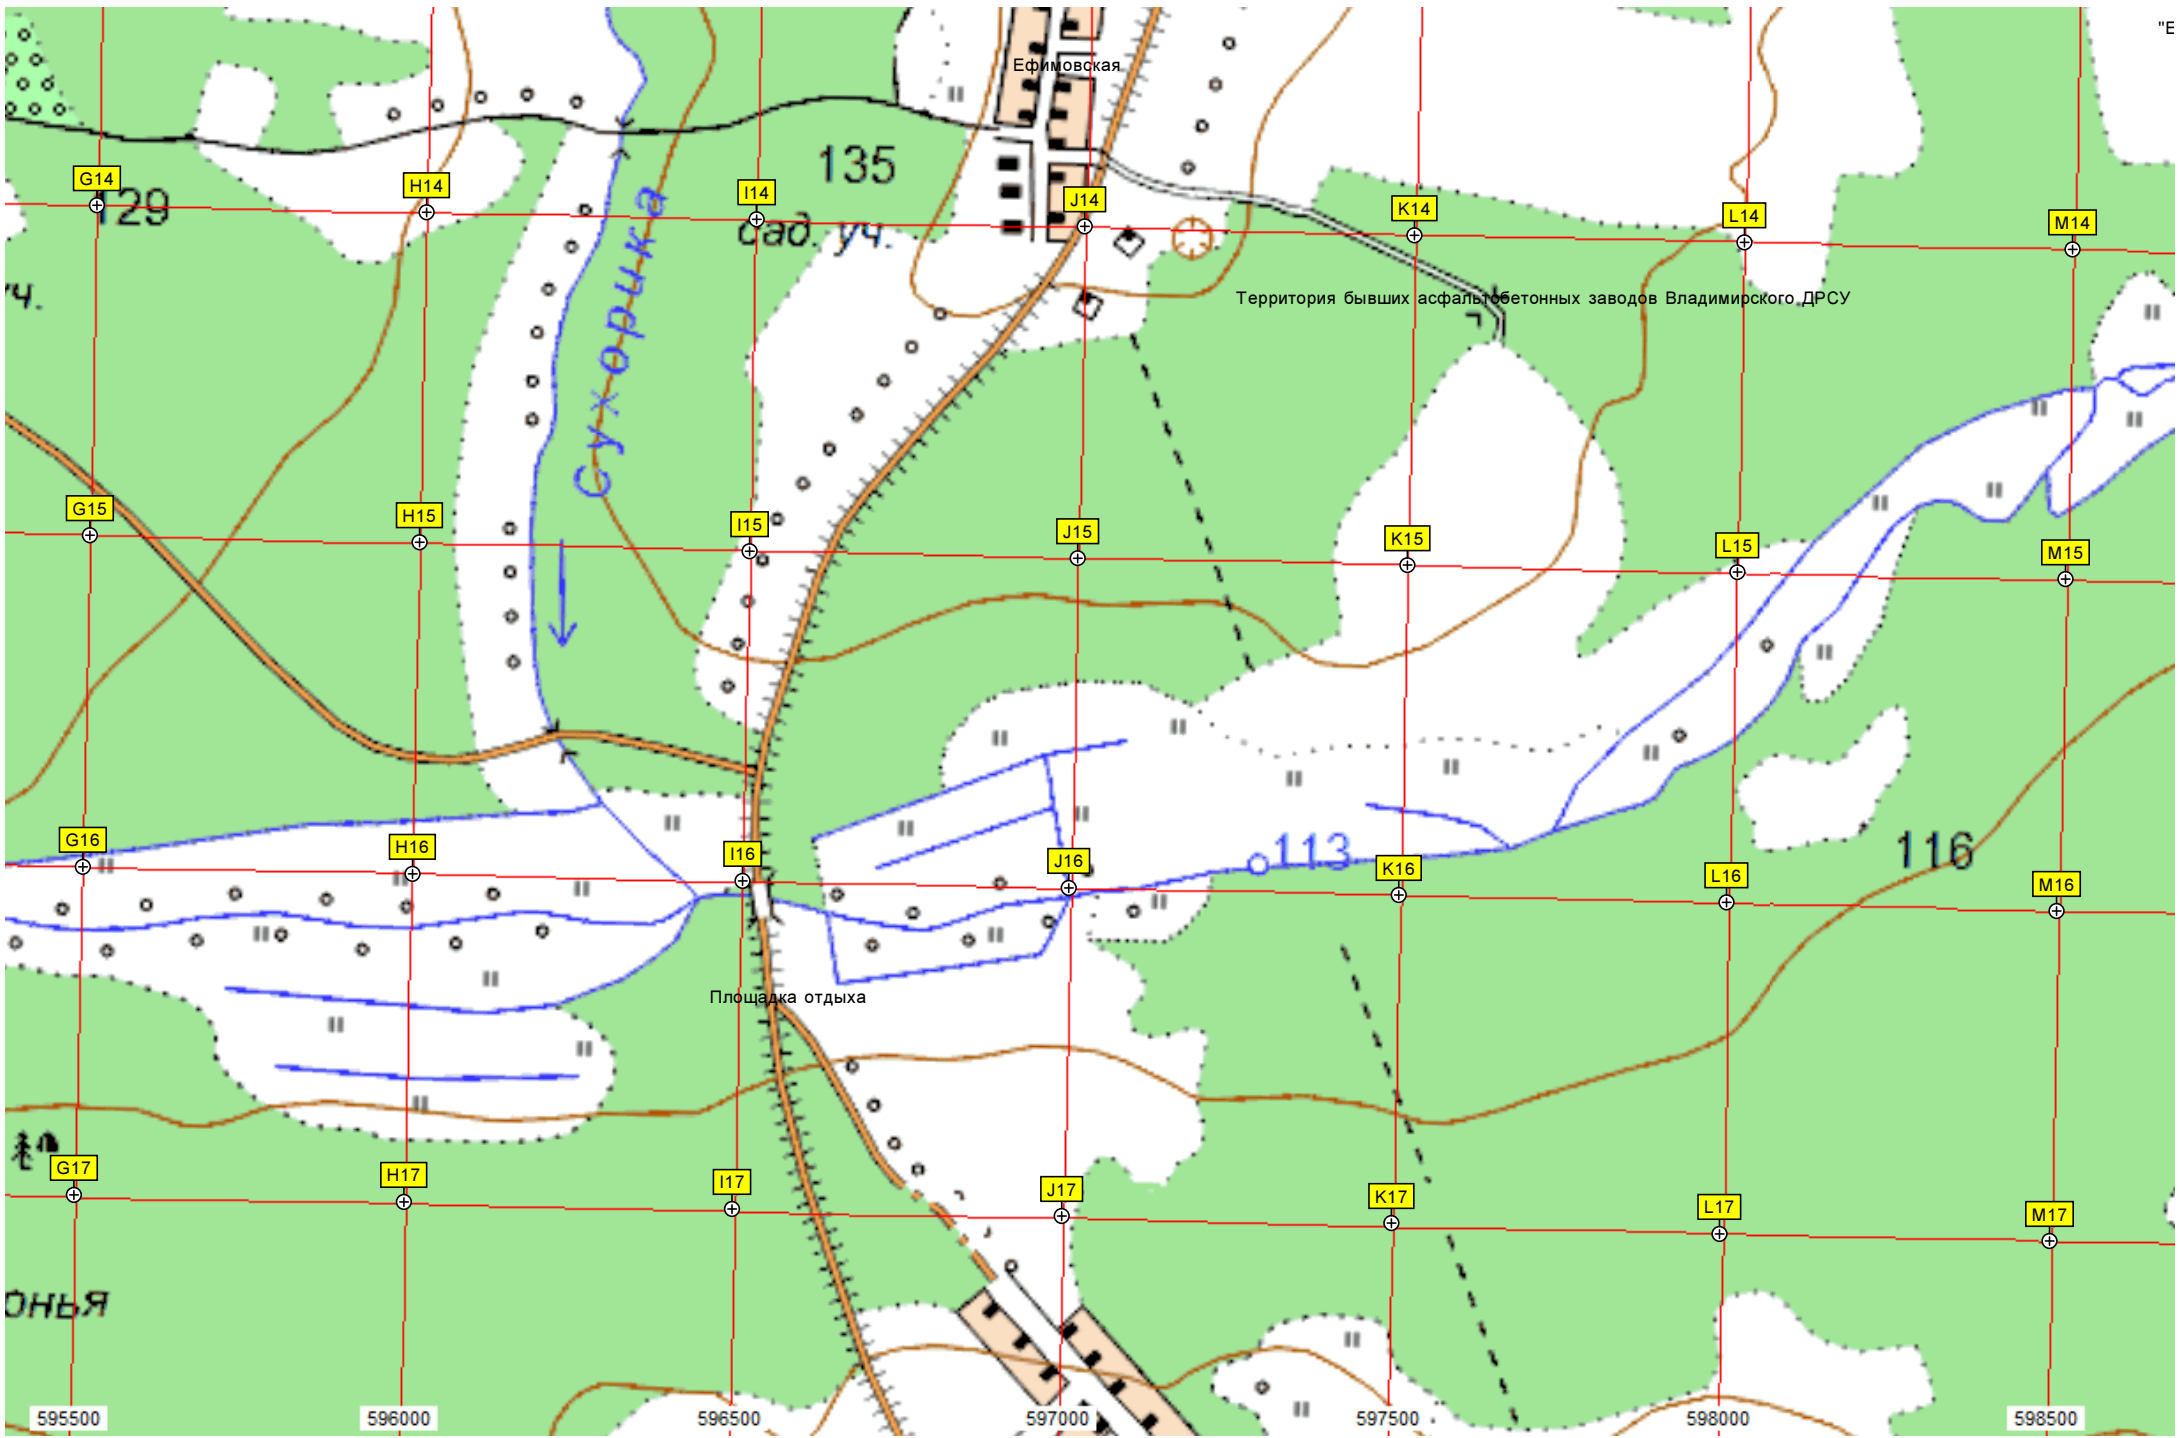 "E
Ефимовская
135
G14
H14
I14
J14
K14
L14
M14
129
сад. уч.
Сухорика
ч.
Территория бывших асфальтобетонных заводов Владимирского ДРСУ
G15
H15
I15
J15
K15
L15
M15
G16
H16
I16
J16
113
K16
L16
116
M16
Площадка отдыха
G17
H17
I17
J17
K17
L17
M17
онья
595500
596000
596500
597000
597500
598000
598500